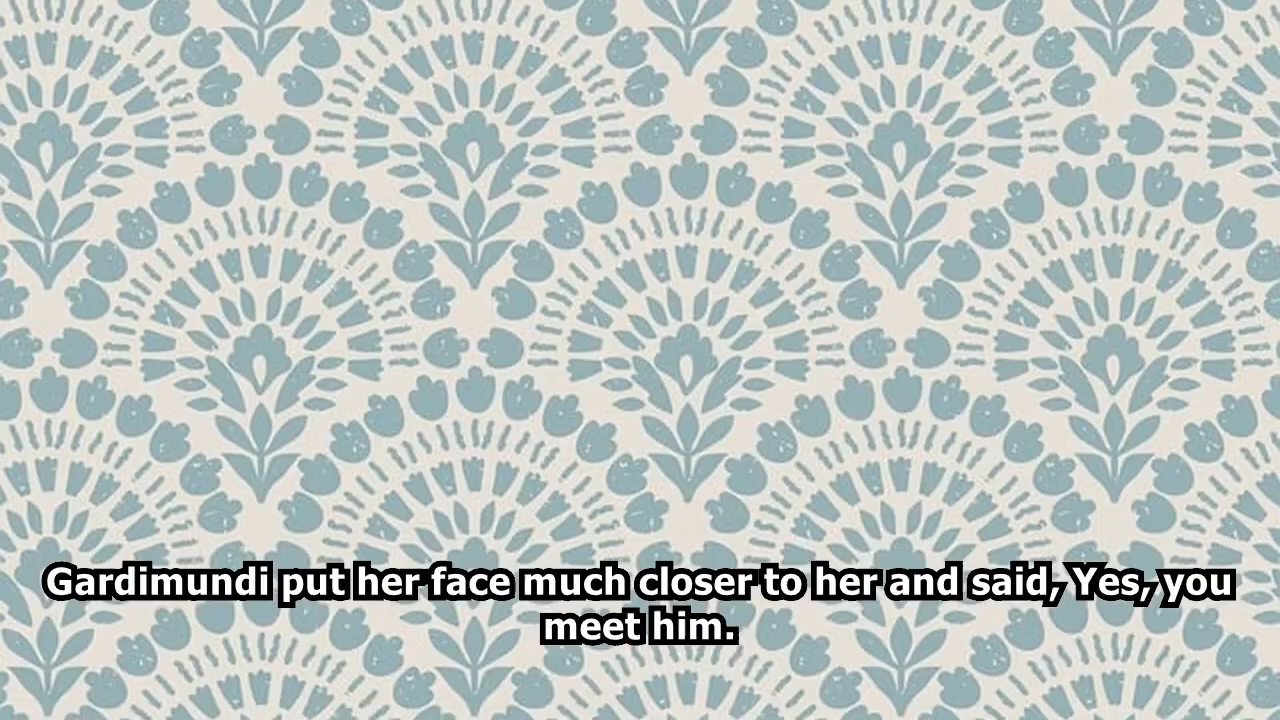 Gardimundi put her face much closer to her and said, Yes, you
meet him.